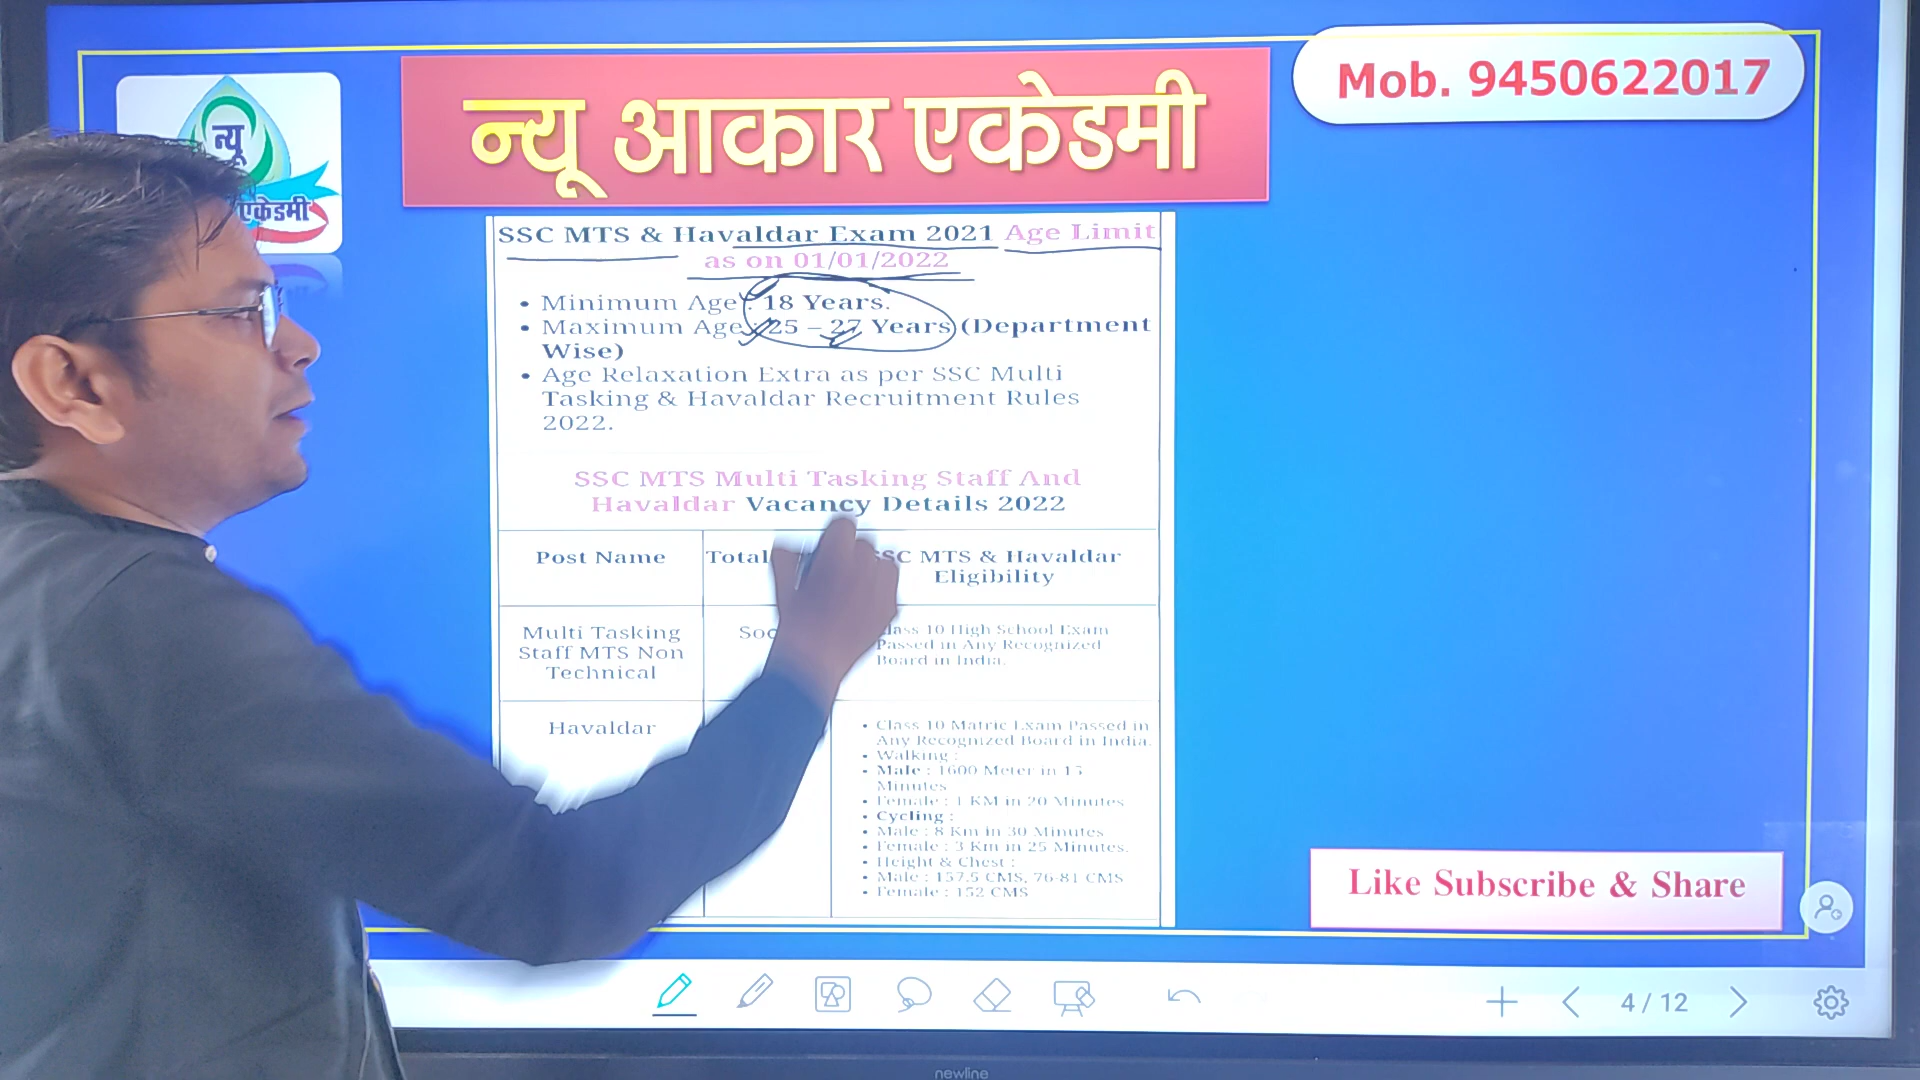 न्यू आकार एकेडमी
Mob. 9450622017
न्यू
एकेडमी
SSC MTS & Havaldar Exam 2021 Age Limit
as on 01/01/2022
• Minimum Age : 18 Years.
• Maximum Age : 25 – 27 Years (Department
Wise)
• Age Relaxation Extra as per SSC Multi
Tasking & Havaldar Recruitment Rules
2022.
SSC MTS Multi Tasking Staff And
Havaldar Vacancy Details 2022
Post Name
Total
SSC MTS & Havaldar
Eligibility
Multi Tasking
Staff MTS Non
Technical
Class 10 High School Exam
Passed in Any Recognized
Board in India.
Havaldar
• Class 10 Matric Exam Passed in
Any Recognized Board in India.
• Walking :
• Male : 1600 Meter in 15
Minutes
• Female : 1 KM in 20 Minutes
• Cycling :
• Male : 8 Km in 30 Minutes
• Female : 3 Km in 25 Minutes.
• Height & Chest :
• Male : 157.5 CMS, 76-81 CMS
• Female : 152 CMS
Like Subscribe & Share
4 / 12
newline